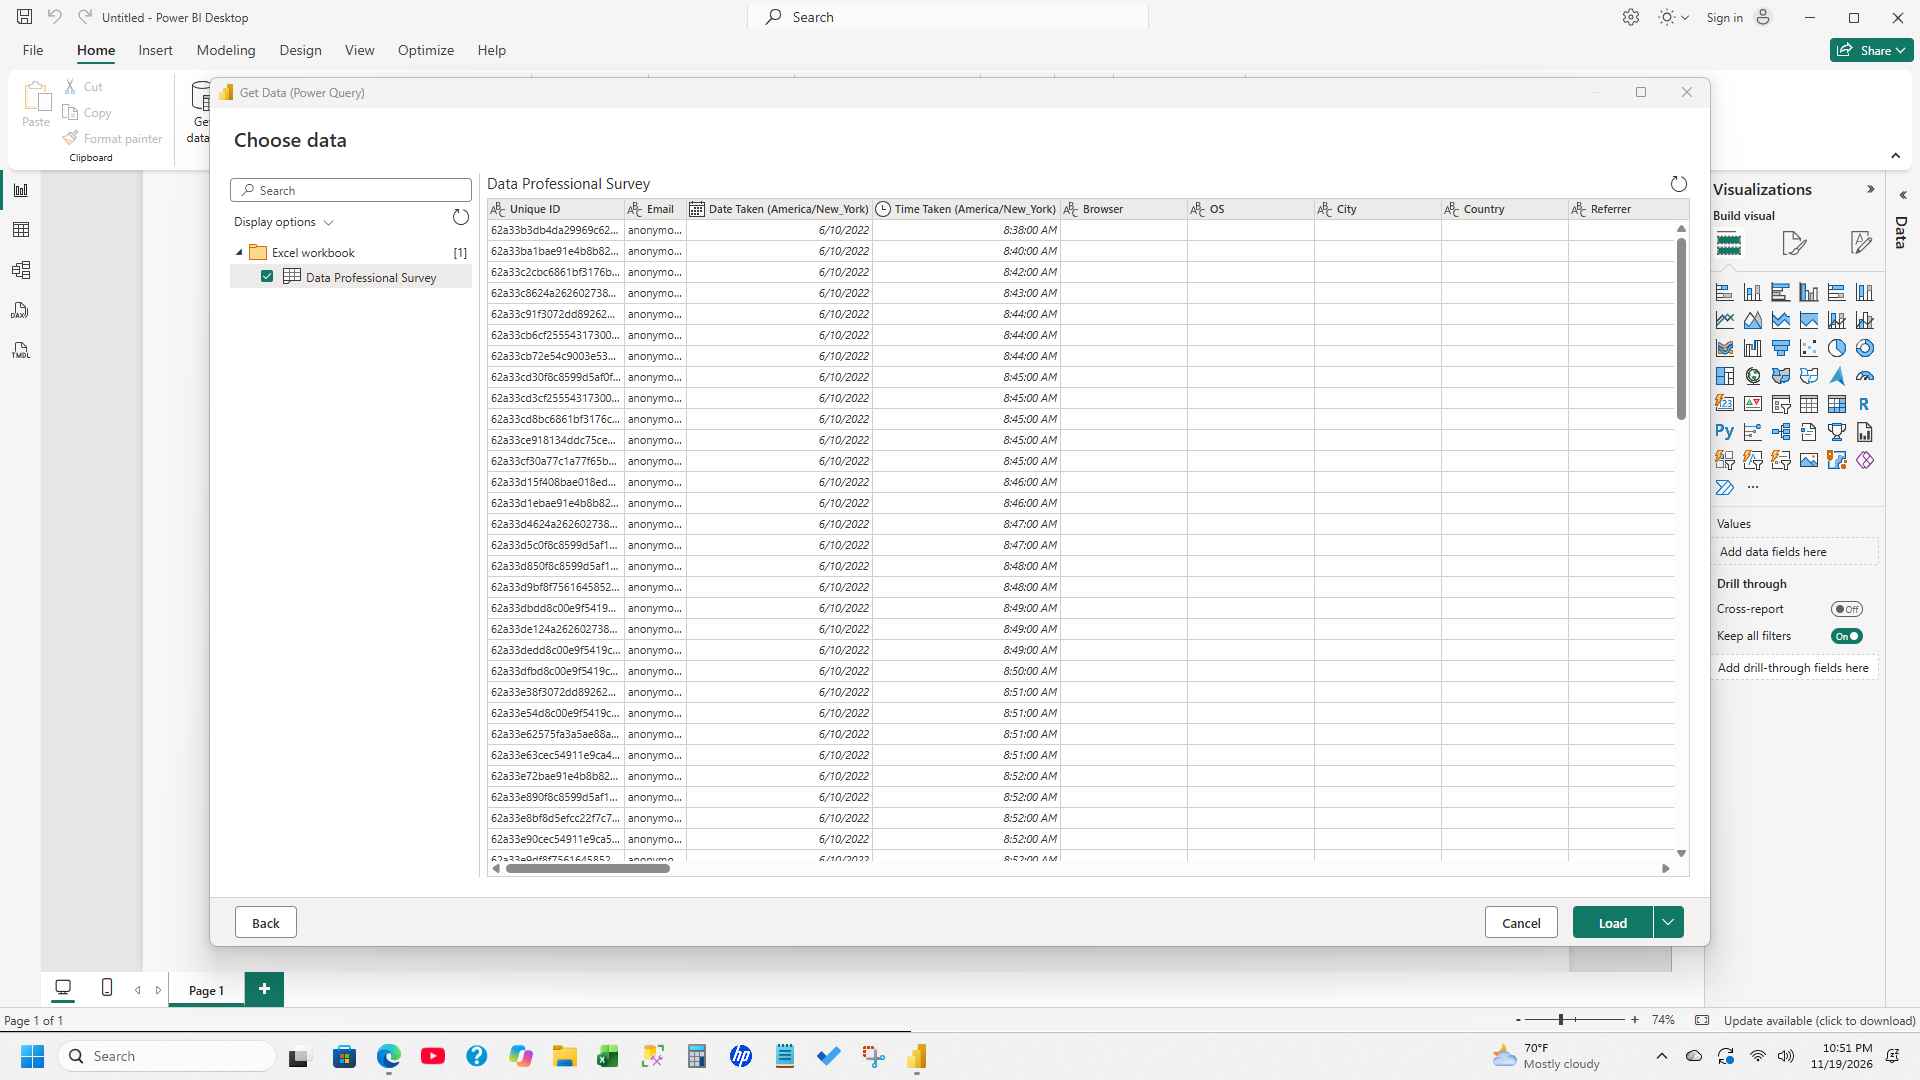 Untitled - Power BI Desktop
Search
Sign in
File Home Insert Modeling Design View Optimize Help
Share
Paste
Cut
Copy
Format painter
Clipboard
Get data
Get Data (Power Query)
Choose data
Search
Display options
Excel workbook [1]
Data Professional Survey
Data Professional Survey
Unique ID Email Date Taken (America/New_York) Time Taken (America/New_York) Browser OS City Country Referrer
62a33b3db4da29969c62... anonymo... 6/10/2022 8:38:00 AM
62a33ba1bae91e4b8b82... anonymo... 6/10/2022 8:40:00 AM
62a33c2cbc6861bf3176b... anonymo... 6/10/2022 8:42:00 AM
62a33c8624a262602738... anonymo... 6/10/2022 8:43:00 AM
62a33c91f3072dd89262... anonymo... 6/10/2022 8:44:00 AM
62a33cb6cf25554317300... anonymo... 6/10/2022 8:44:00 AM
62a33cb72e54c9003e53... anonymo... 6/10/2022 8:44:00 AM
62a33cd30f8c8599d5af0f... anonymo... 6/10/2022 8:45:00 AM
62a33cd3cf25554317300... anonymo... 6/10/2022 8:45:00 AM
62a33cd8bc6861bf3176c... anonymo... 6/10/2022 8:45:00 AM
62a33ce918134ddc75ce... anonymo... 6/10/2022 8:45:00 AM
62a33cf30a77c1a77f65b... anonymo... 6/10/2022 8:45:00 AM
62a33d15f408bae018ed... anonymo... 6/10/2022 8:46:00 AM
62a33d1ebae91e4b8b82... anonymo... 6/10/2022 8:46:00 AM
62a33d4624a262602738... anonymo... 6/10/2022 8:47:00 AM
62a33d5c0f8c8599d5af1... anonymo... 6/10/2022 8:47:00 AM
62a33d850f8c8599d5af1... anonymo... 6/10/2022 8:48:00 AM
62a33d9bf8f7561645852... anonymo... 6/10/2022 8:48:00 AM
62a33dbdd8c00e9f5419... anonymo... 6/10/2022 8:49:00 AM
62a33de124a262602738... anonymo... 6/10/2022 8:49:00 AM
62a33dedd8c00e9f5419c... anonymo... 6/10/2022 8:49:00 AM
62a33dfbd8c00e9f5419c... anonymo... 6/10/2022 8:50:00 AM
62a33e38f3072dd89262... anonymo... 6/10/2022 8:51:00 AM
62a33e54d8c00e9f5419c... anonymo... 6/10/2022 8:51:00 AM
62a33e62575fa3a5ae88a... anonymo... 6/10/2022 8:51:00 AM
62a33e63cec54911e9ca4... anonymo... 6/10/2022 8:51:00 AM
62a33e72bae91e4b8b82... anonymo... 6/10/2022 8:52:00 AM
62a33e890f8c8599d5af1... anonymo... 6/10/2022 8:52:00 AM
62a33e8bf8d5efcc22f7c7... anonymo... 6/10/2022 8:52:00 AM
62a33e90cec54911e9ca5... anonymo... 6/10/2022 8:52:00 AM
62a33e9df8f7561645852... anonymo... 6/10/2022 8:52:00 AM
Back
Cancel
Load
Visualizations
Build visual
Data
DAX
TMDL
123
R
Py
Values
Add data fields here
Drill through
Cross-report Off
Keep all filters On
Add drill-through fields here
Page 1
Page 1 of 1
74%
Update available (click to download)
Search
70°F
Mostly cloudy
10:51 PM
11/19/2026